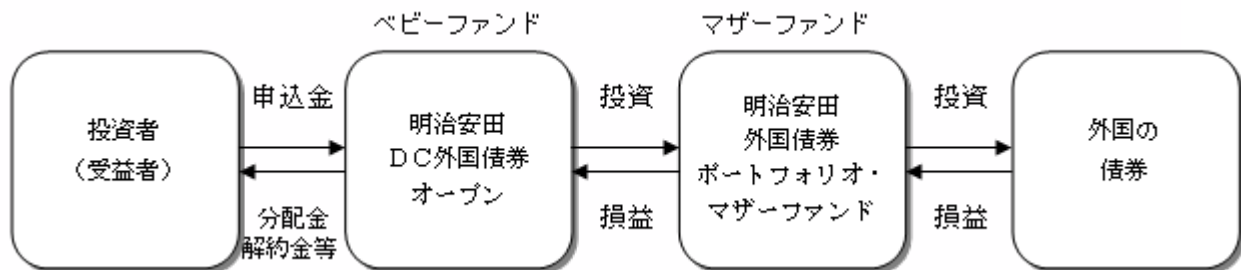 ベビーファンド
マザーファンド
投資者
（受益者）
申込金
分配金
解約金等
明治安田
ＤＣ外国債券
オープン
投資
損益
明治安田
外国債券
ポートフォリオ・
マザーファンド
投資
損益
外国の
債券